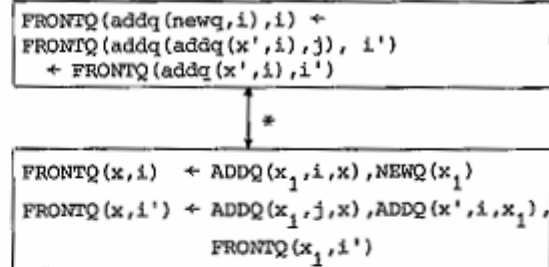 FRONTQ(addq(newq,i),i) ←
FRONTQ(addq(addq(x',i),j), i')
← FRONTQ(addq(x',i),i')
*
FRONTQ(x,i) ← ADDQ(x₁,i,x),NEWQ(x₁)
FRONTQ(x,i') ← ADDQ(x₁,j,x),ADDQ(x',i,x₁),
FRONTQ(x₁,i')